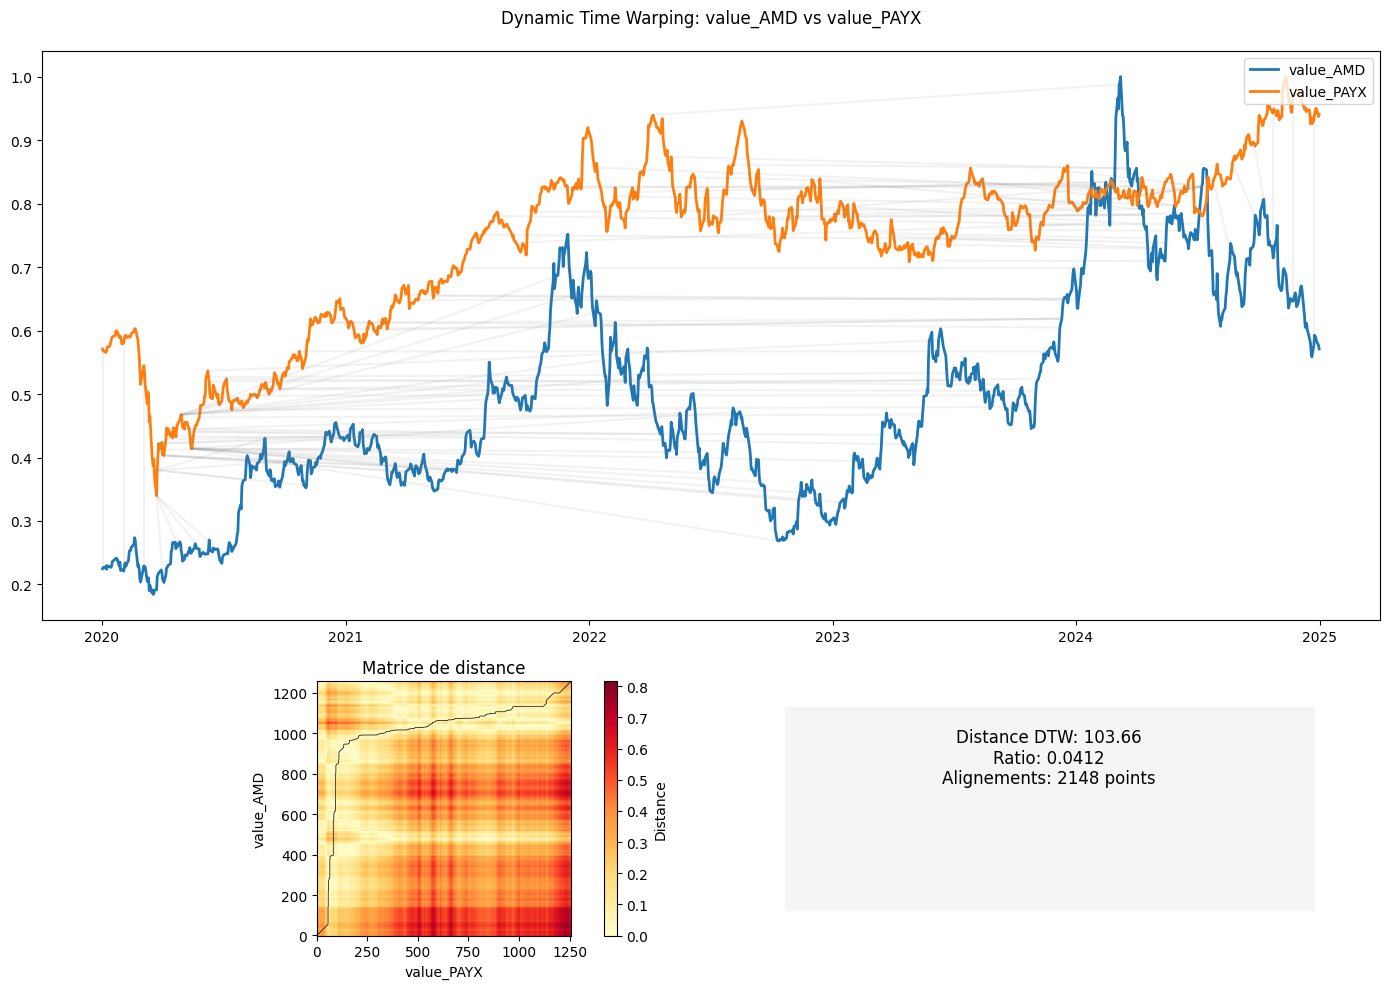 Dynamic Time Warping: value_AMD vs value_PAYX
value_AMD
value_PAYX
1.0
0.9
0.8
0.7
0.6
0.5
0.4
0.3
0.2
2020 2021 2022 2023 2024 2025
Matrice de distance
1200
1000
800
600
400
200
0
value_AMD
0 250 500 750 1000 1250
value_PAYX
0.8
0.7
0.6
0.5
0.4
0.3
0.2
0.1
0.0
Distance
Distance DTW: 103.66
Ratio: 0.0412
Alignements: 2148 points